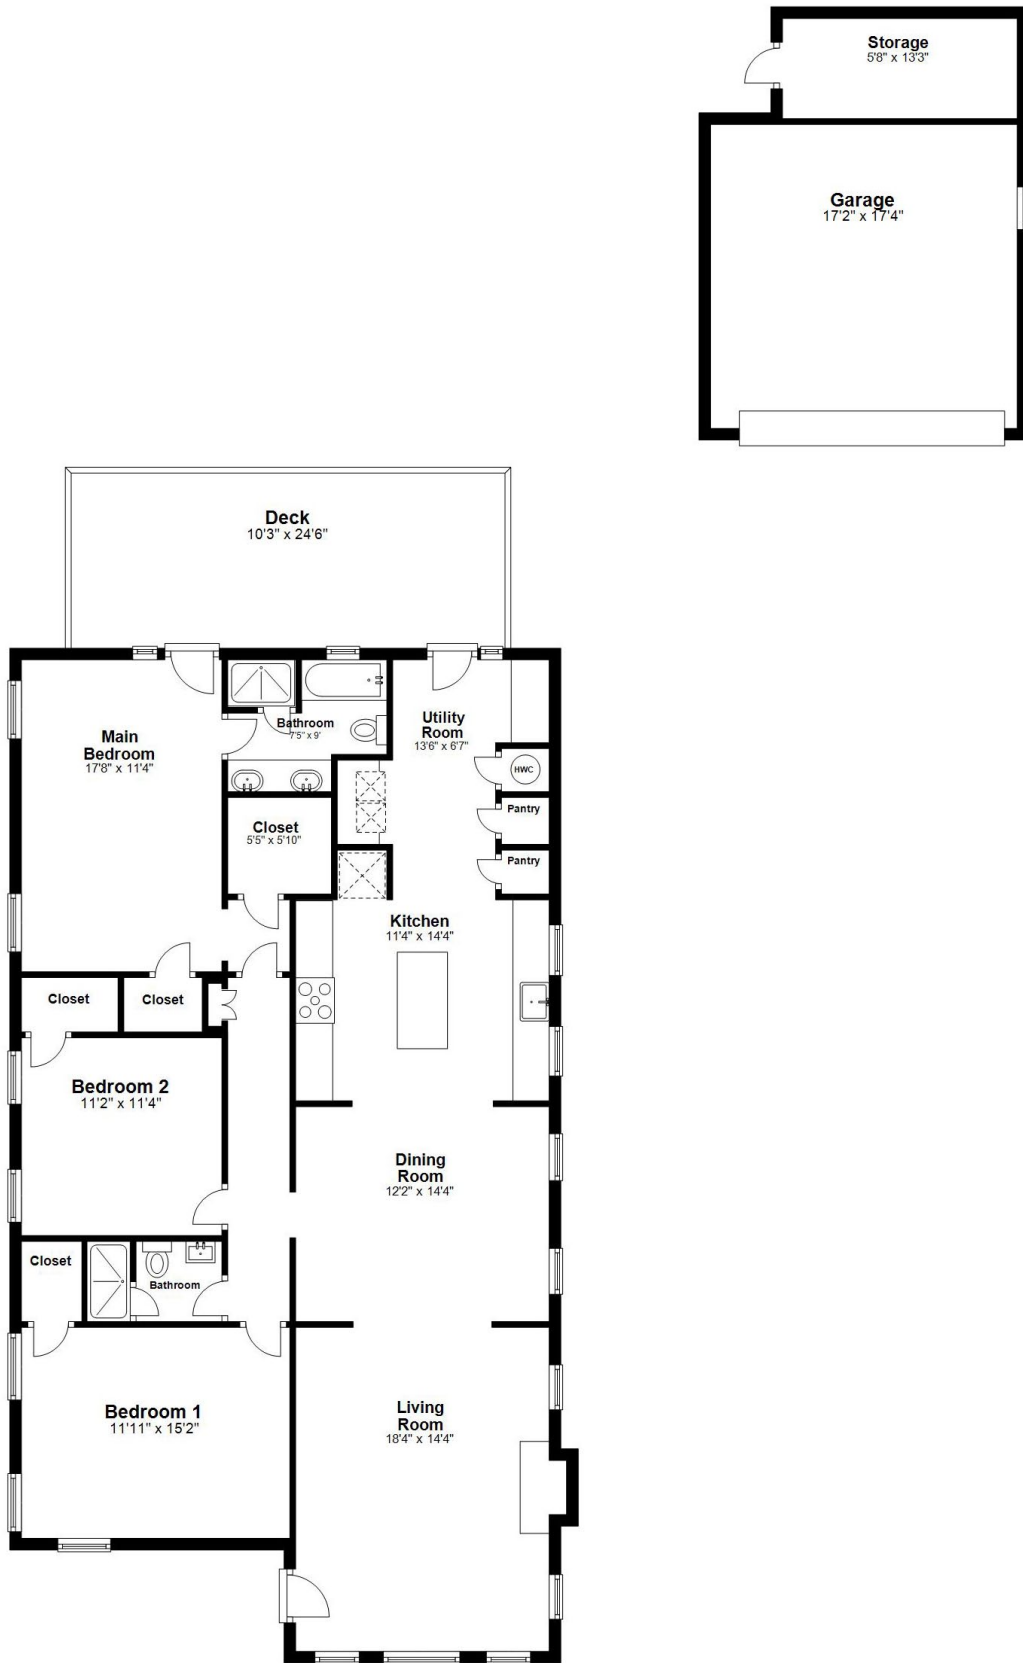 Storage
5'8" x 13'3"
Garage
17'2" x 17'4"
Deck
10'3" x 24'6"
Main
Bedroom
17'8" x 11'4"
Bathroom
7'5" x 9'
Utility
Room
13'6" x 6'7"
HWC
Pantry
Closet
5'5" x 5'10"
Pantry
Kitchen
11'4" x 14'4"
Closet
Closet
Bedroom 2
11'2" x 11'4"
Dining
Room
12'2" x 14'4"
Closet
Bathroom
Bedroom 1
11'11" x 15'2"
Living
Room
18'4" x 14'4"